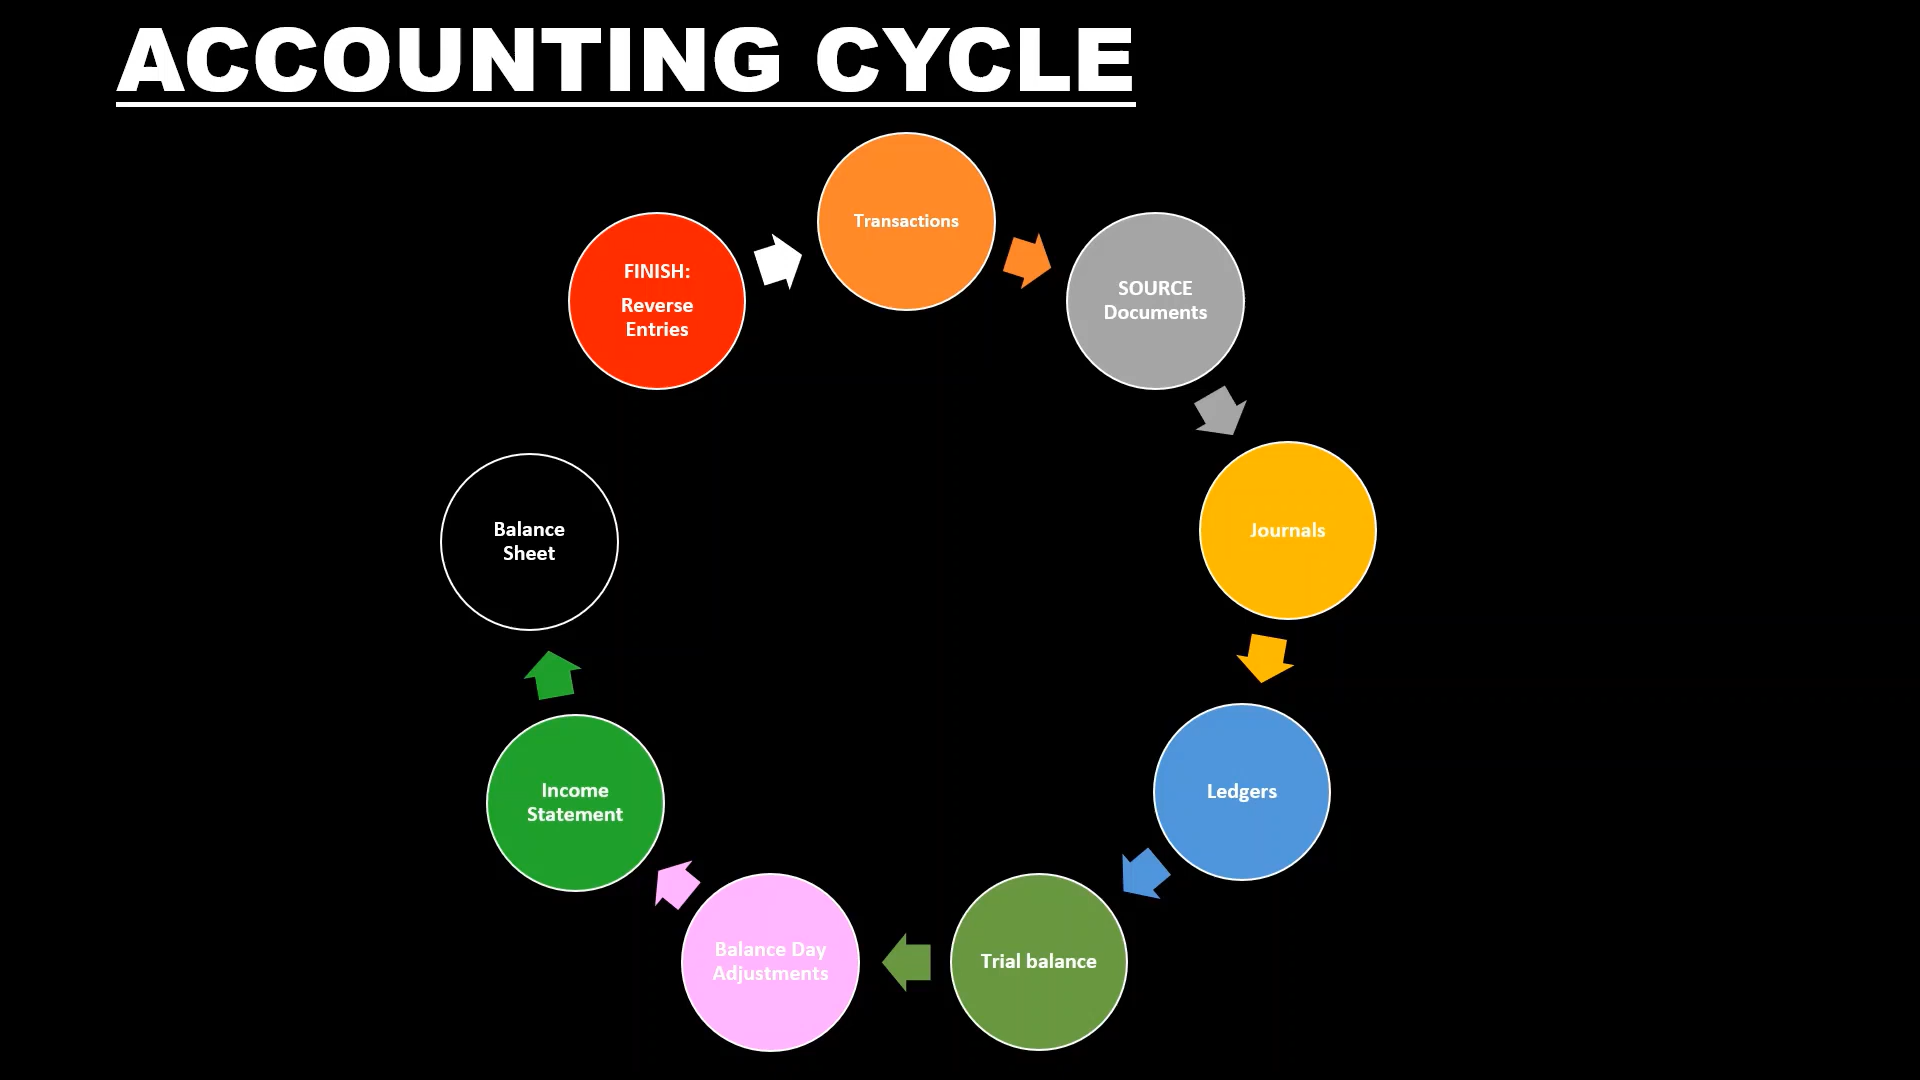 ACCOUNTING CYCLE
Transactions
SOURCE
Documents
Journals
Ledgers
Trial balance
Balance Day
Adjustments
Income
Statement
Balance
Sheet
FINISH:
Reverse
Entries